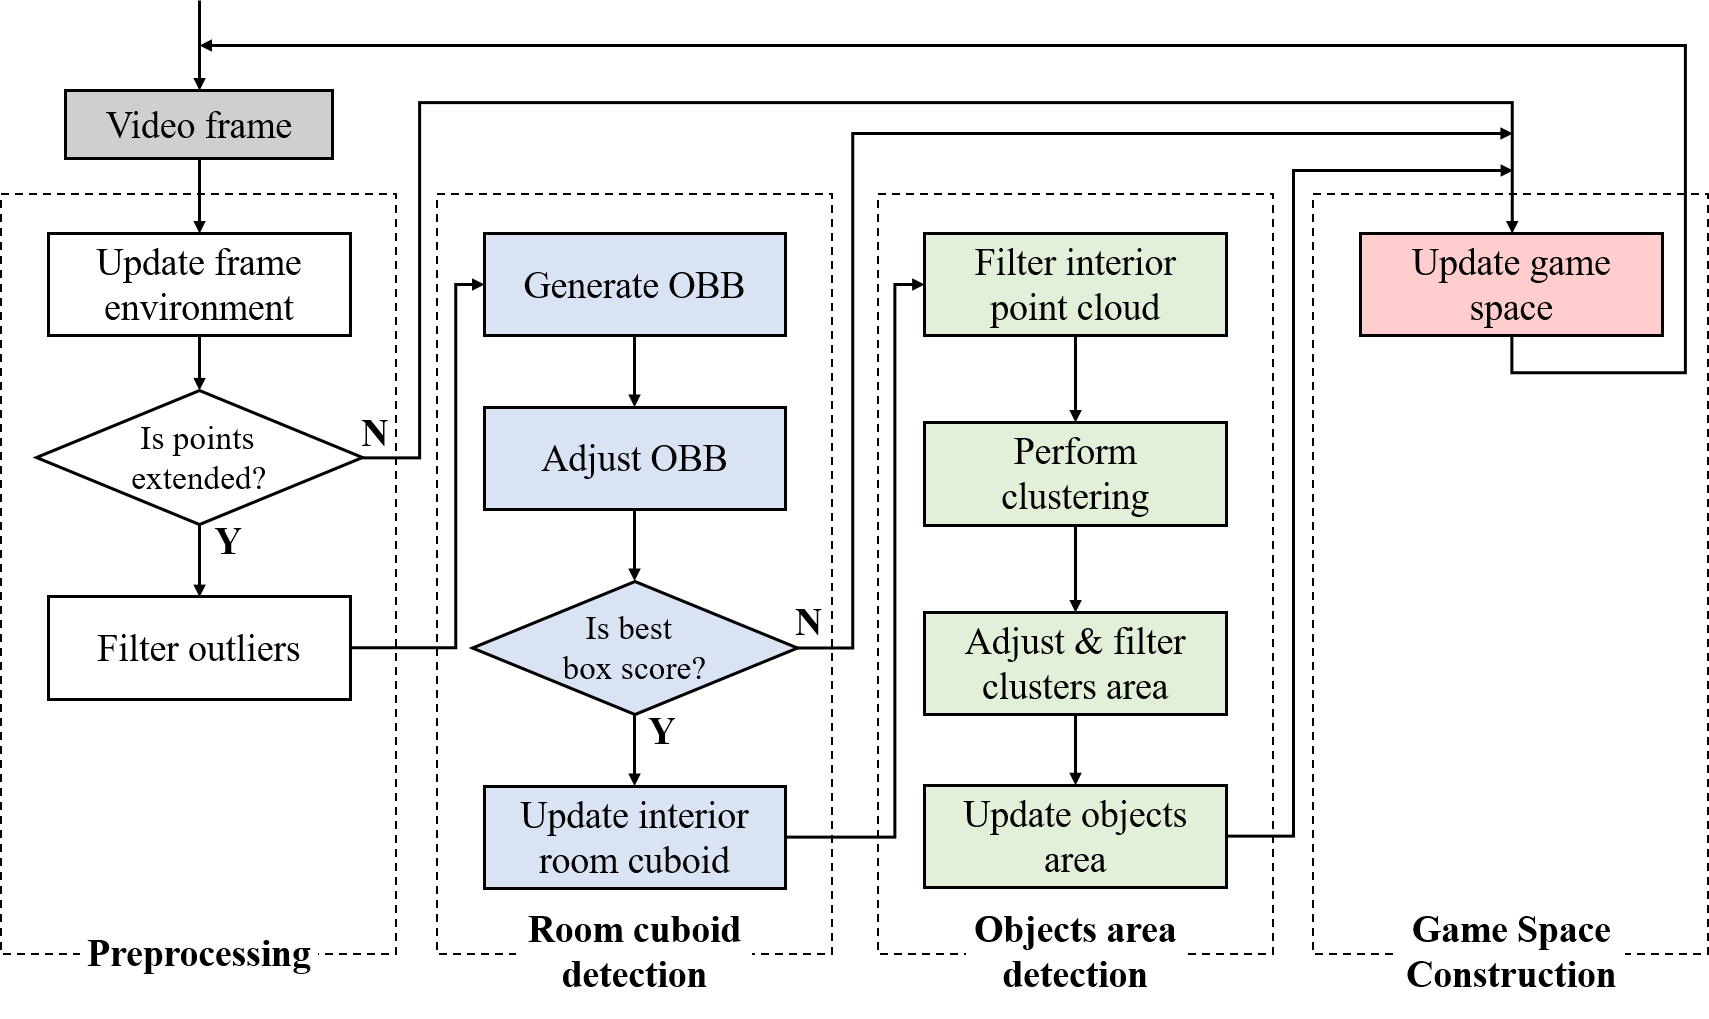 Video frame
Update frame
environment
Is points
extended?
N
Y
Filter outliers
Preprocessing
Generate OBB
Adjust OBB
Is best
box score?
N
Y
Update interior
room cuboid
Room cuboid
detection
Filter interior
point cloud
Perform
clustering
Adjust & filter
clusters area
Update objects
area
Objects area
detection
Update game
space
Game Space
Construction